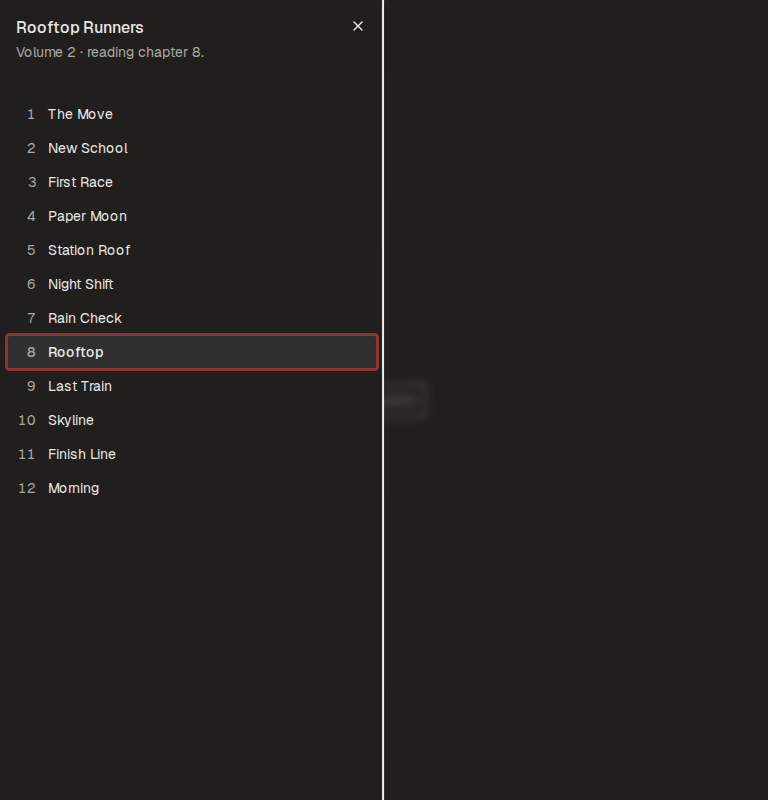 Rooftop Runners
Volume 2 · reading chapter 8.
1 The Move
2 New School
3 First Race
4 Paper Moon
5 Station Roof
6 Night Shift
7 Rain Check
8 Rooftop
9 Last Train
10 Skyline
11 Finish Line
12 Morning